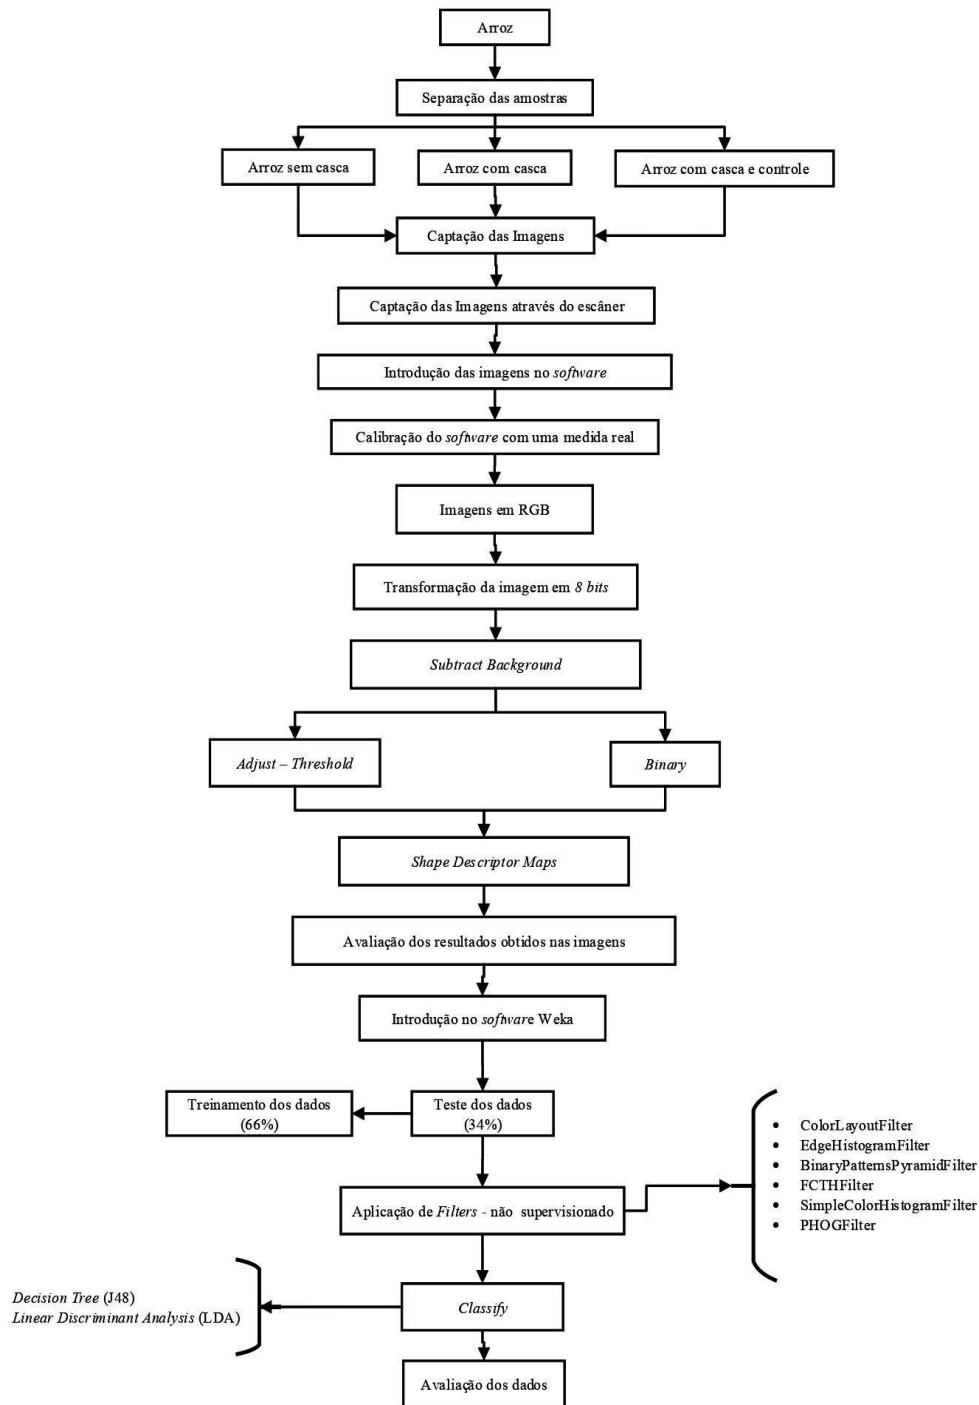 Arroz
Separação das amostras
Arroz sem casca
Arroz com casca
Arroz com casca e controle
Captação das Imagens
Captação das Imagens através do escâner
Introdução das imagens no software
Calibração do software com uma medida real
Imagens em RGB
Transformação da imagem em 8 bits
Subtract Background
Adjust – Threshold
Binary
Shape Descriptor Maps
Avaliação dos resultados obtidos nas imagens
Introdução no software Weka
Treinamento dos dados
(66%)
Teste dos dados
(34%)
Aplicação de Filters - não supervisionado
• ColorLayoutFilter
• EdgeHistogramFilter
• BinaryPatternsPyramidFilter
• FCTHFilter
• SimpleColorHistogramFilter
• PHOGFilter
Classify
Decision Tree (J48)
Linear Discriminant Analysis (LDA)
Avaliação dos dados